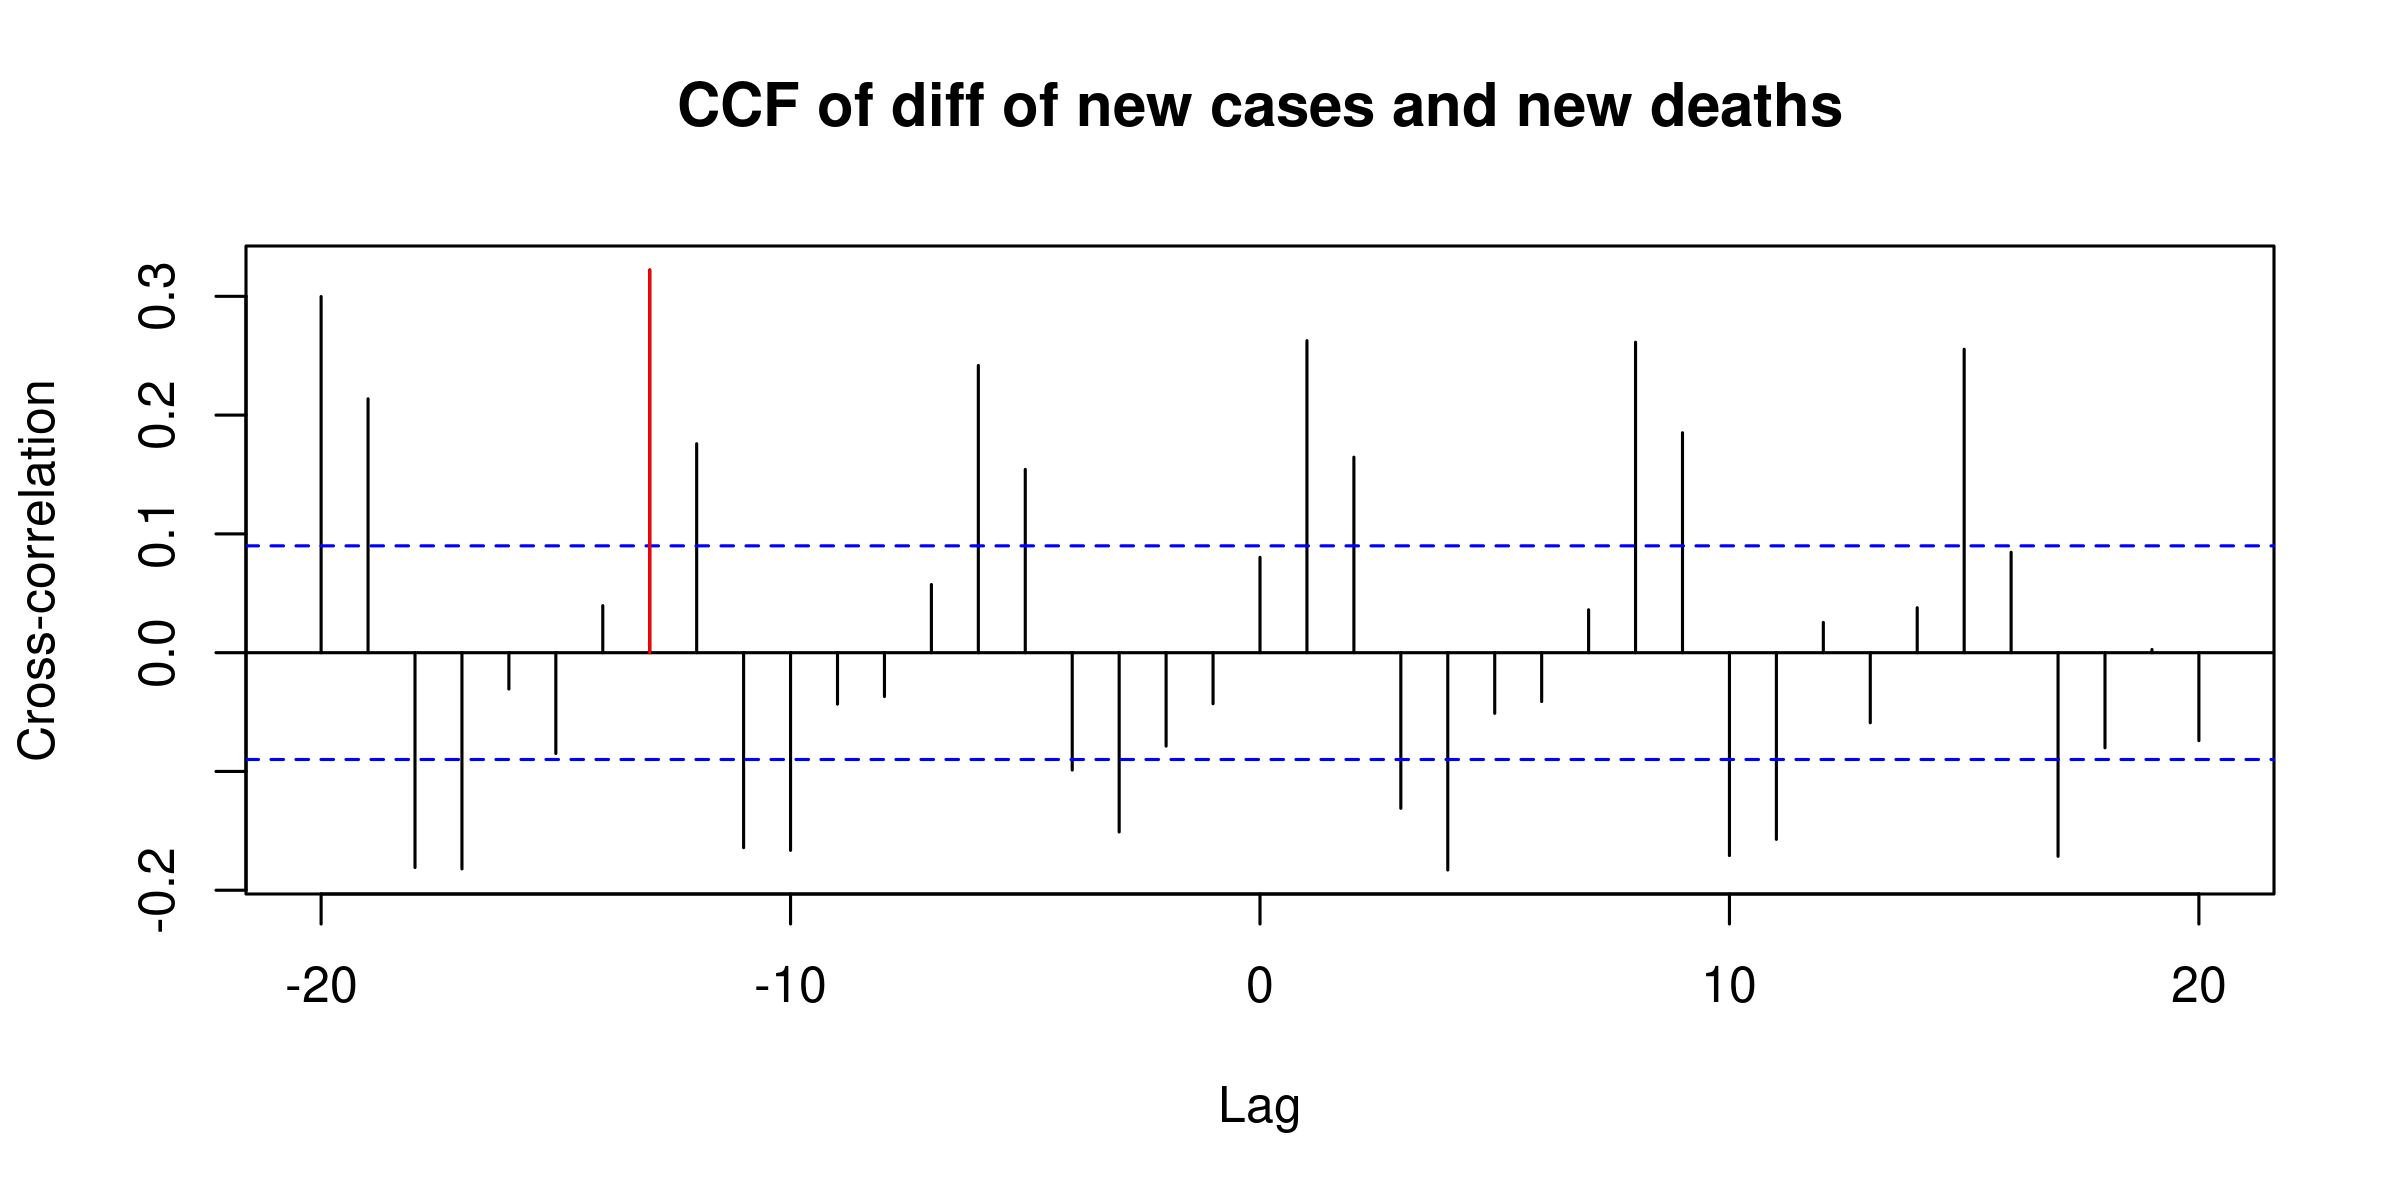 CCF of diff of new cases and new deaths
Cross-correlation
0.3
0.2
0.1
0.0
-0.2
-20 -10 0 10 20
Lag